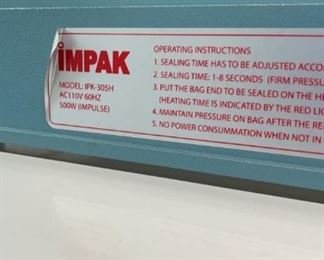 iMPAK
MODEL: IPK-305H
AC110V 60HZ
500W (IMPULSE)
OPERATING INSTRUCTIONS
1. SEALING TIME HAS TO BE ADJUSTED ACCO
2. SEALING TIME: 1-8 SECONDS (FIRM PRESSU
3. PUT THE BAG END TO BE SEALED ON THE HE
(HEATING TIME IS INDICATED BY THE RED LI
4. MAINTAIN PRESSURE ON BAG AFTER THE RE
5. NO POWER CONSUMMATION WHEN NOT IN